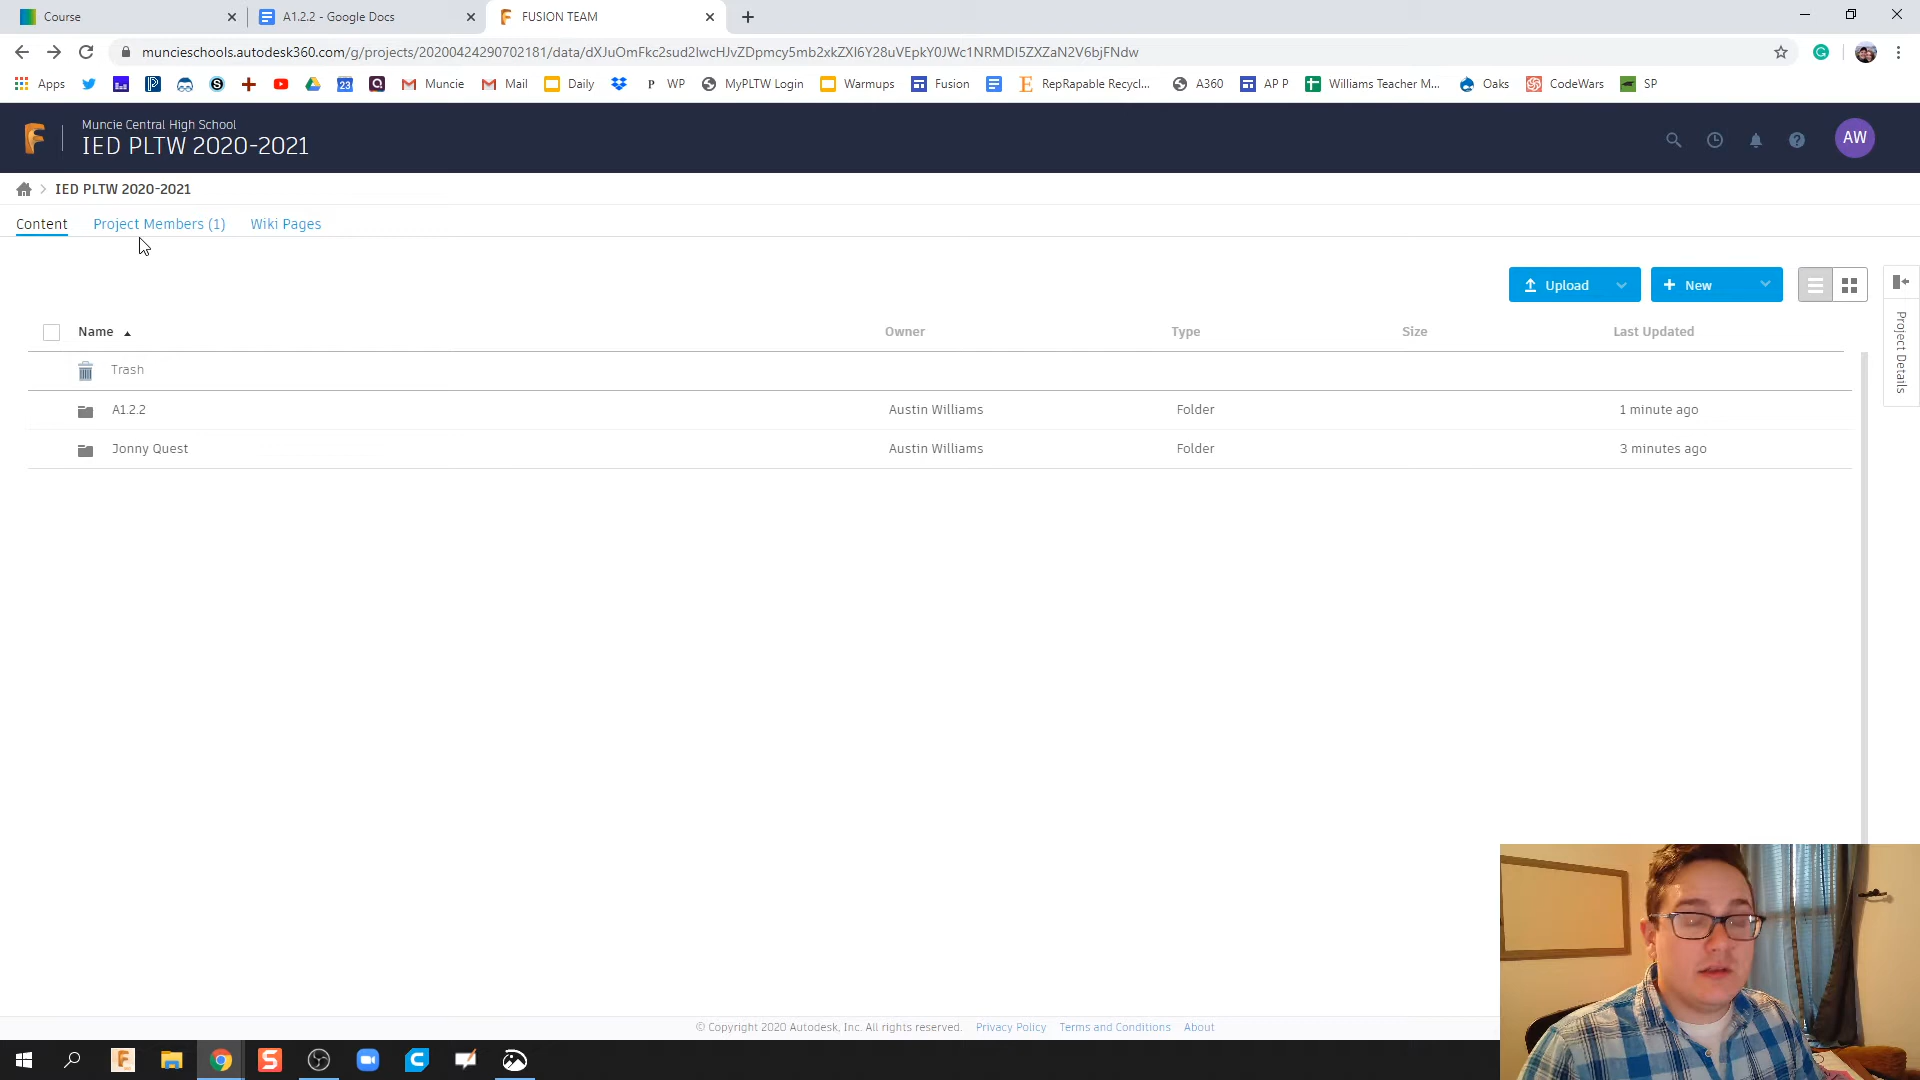 Course
A1.2.2 - Google Docs
FUSION TEAM
muncieschools.autodesk360.com/g/projects/20200424290702181/data/dXJuOmFkc2sud2lwcHJvZDpmcy5mb2xkZXI6Y28uVEpkY0JWc1NRMDI5ZXZaN2V6bjFNdw
Apps
23
Muncie
Mail
Daily
P WP
MyPLTW Login
Warmups
Fusion
E RepRapable Recycl...
A360
AP P
Williams Teacher M...
Oaks
CodeWars
SP
Muncie Central High School
IED PLTW 2020-2021
AW
IED PLTW 2020-2021
Content
Project Members (1)
Wiki Pages
Upload
New
Project Details
Name
Owner
Type
Size
Last Updated
Trash
A1.2.2
Austin Williams
Folder
1 minute ago
Jonny Quest
Austin Williams
Folder
3 minutes ago
© Copyright 2020 Autodesk, Inc. All rights reserved.
Privacy Policy
Terms and Conditions
About